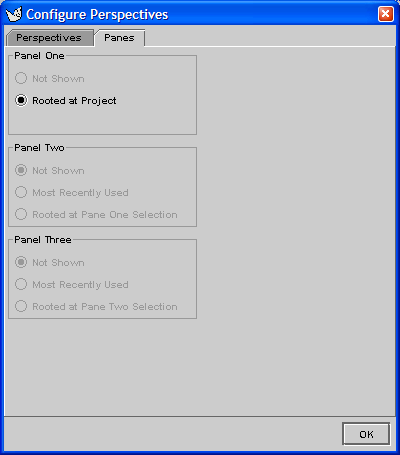 Configure Perspectives
Perspectives Panes
Panel One
Not Shown
Rooted at Project
Panel Two
Not Shown
Most Recently Used
Rooted at Pane One Selection
Panel Three
Not Shown
Most Recently Used
Rooted at Pane Two Selection
OK